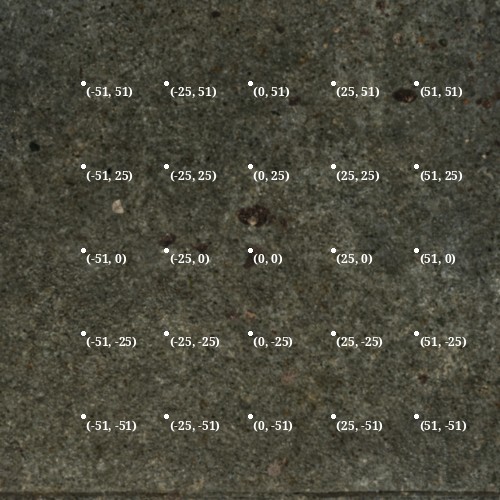 (-51, 51) (-25, 51) (0, 51) (25, 51) (51, 51)
(-51, 25) (-25, 25) (0, 25) (25, 25) (51, 25)
(-51, 0) (-25, 0) (0, 0) (25, 0) (51, 0)
(-51, -25) (-25, -25) (0, -25) (25, -25) (51, -25)
(-51, -51) (-25, -51) (0, -51) (25, -51) (51, -51)